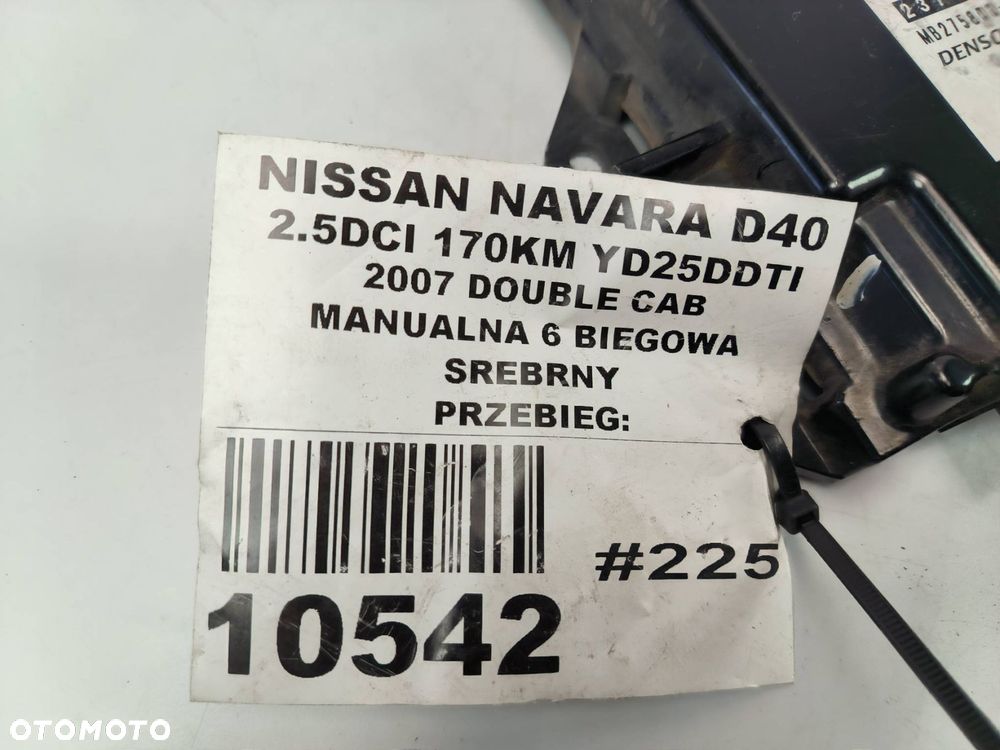 MB2758
DENSO
NISSAN NAVARA D40
2.5DCI 170KM YD25DDTI
2007 DOUBLE CAB
MANUALNA 6 BIEGOWA
SREBRNY
PRZEBIEG:
#225
10542
OTOMOTO